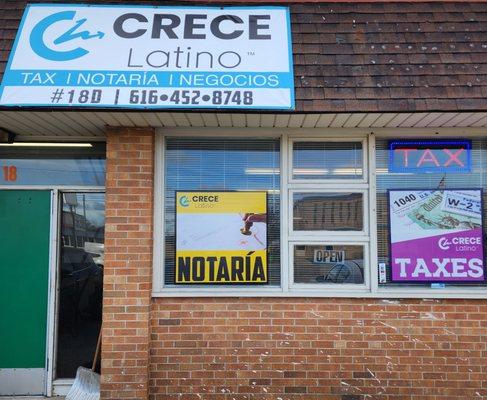 CRECE
Latino™
TAX | NOTARÍA | NEGOCIOS
#18D | 616•452•8748
18
CRECE
Latino
NOTARÍA
OPEN
TAX
1040
W-2
CRECE
Latino
TAXES